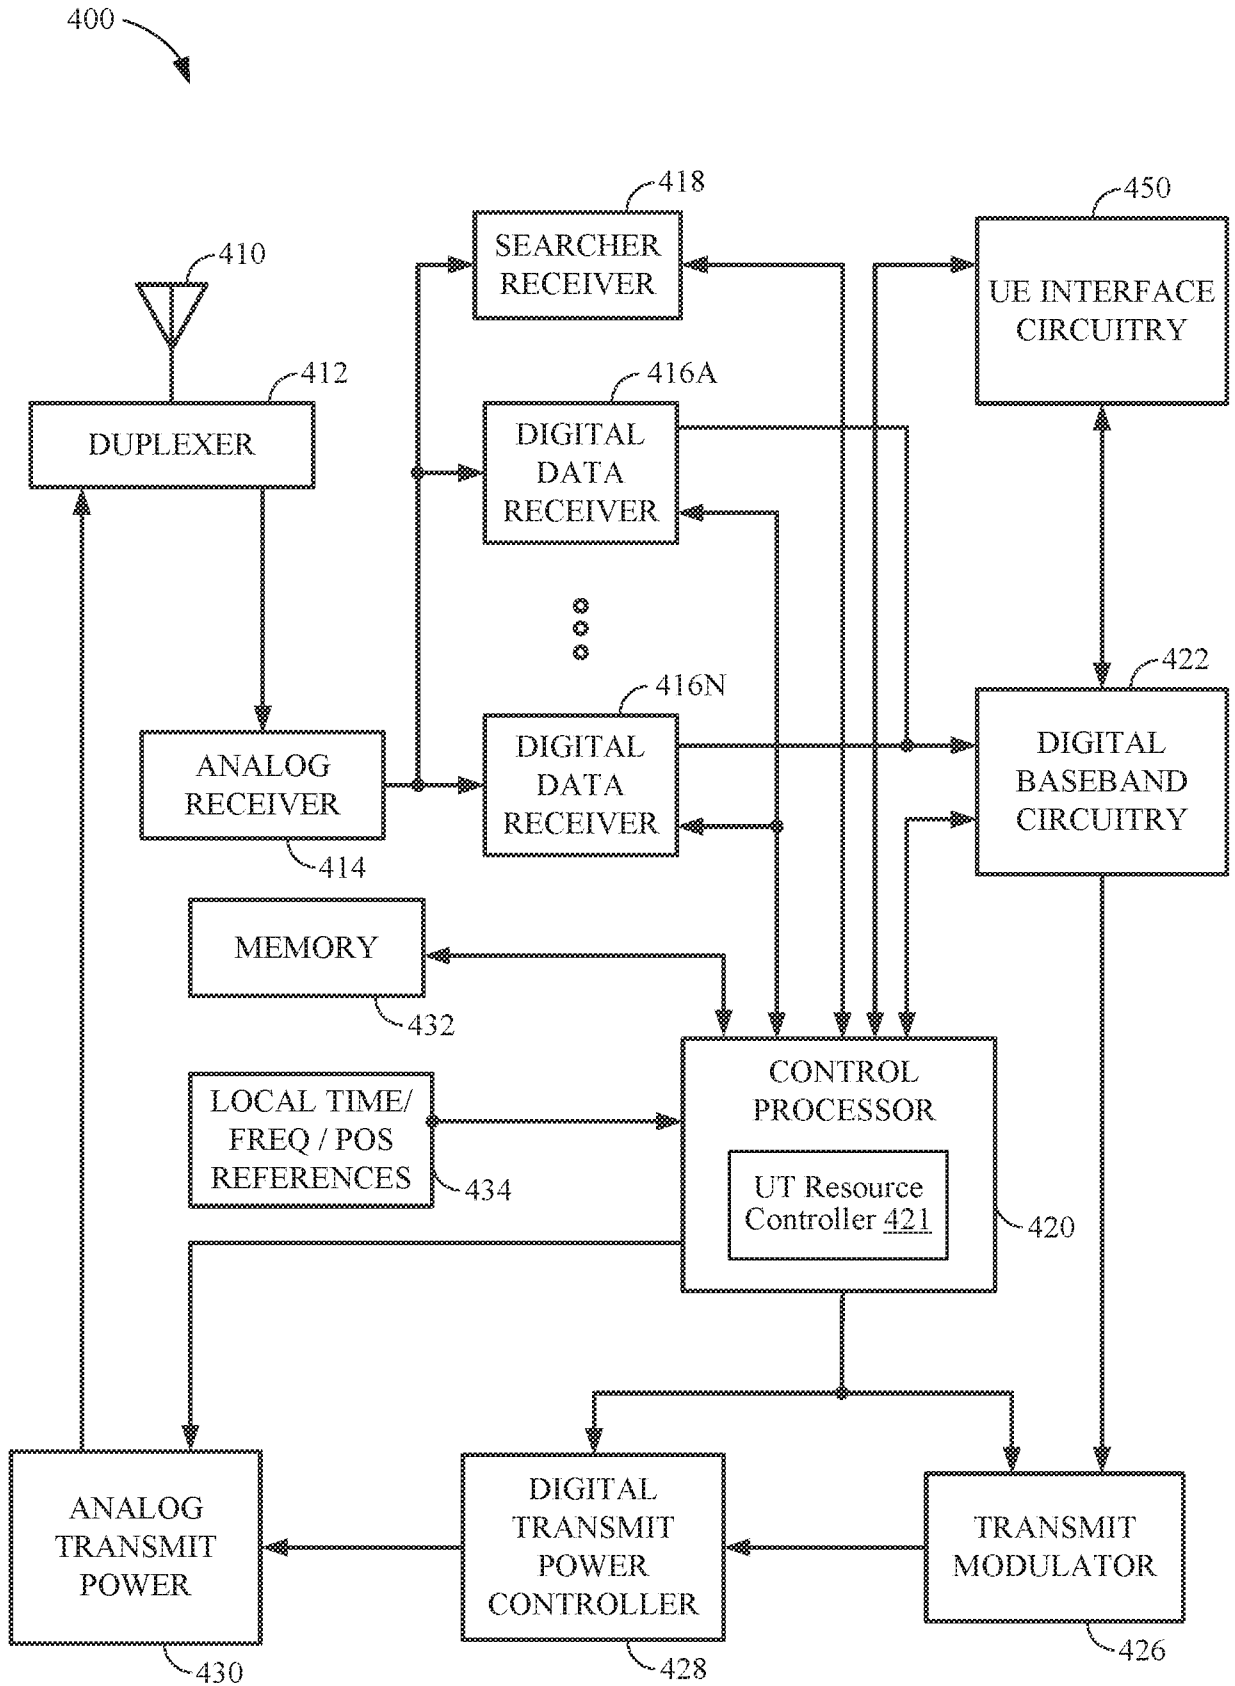 400
418
SEARCHER
RECEIVER
450
UE INTERFACE
CIRCUITRY
410
412
DUPLEXER
416A
DIGITAL
DATA
RECEIVER
416N
DIGITAL
DATA
RECEIVER
422
DIGITAL
BASEBAND
CIRCUITRY
ANALOG
RECEIVER
414
MEMORY
432
LOCAL TIME/
FREQ / POS
REFERENCES
434
CONTROL
PROCESSOR
UT Resource
Controller 421
420
ANALOG
TRANSMIT
POWER
430
DIGITAL
TRANSMIT
POWER
CONTROLLER
428
TRANSMIT
MODULATOR
426